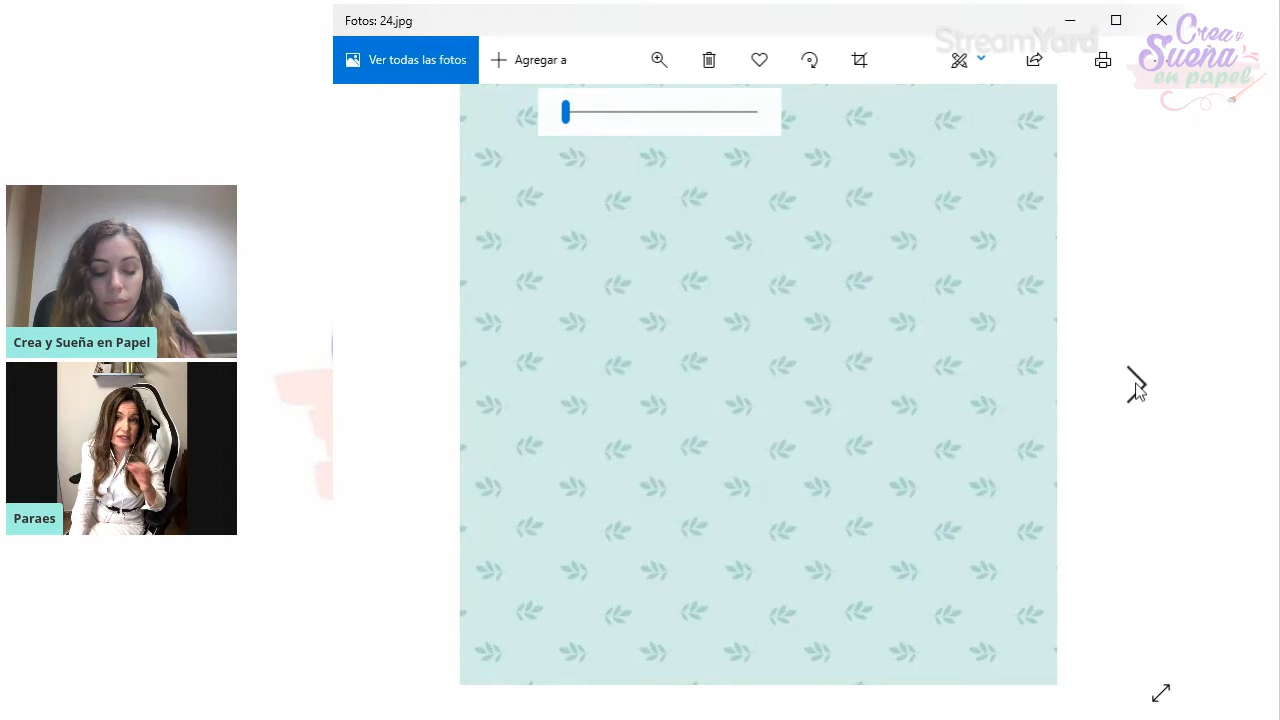 Fotos: 24.jpg
StreamYard
Crea y
Sueña
en papel
Ver todas las fotos
Agregar a
Crea y Sueña en Papel
Paraes